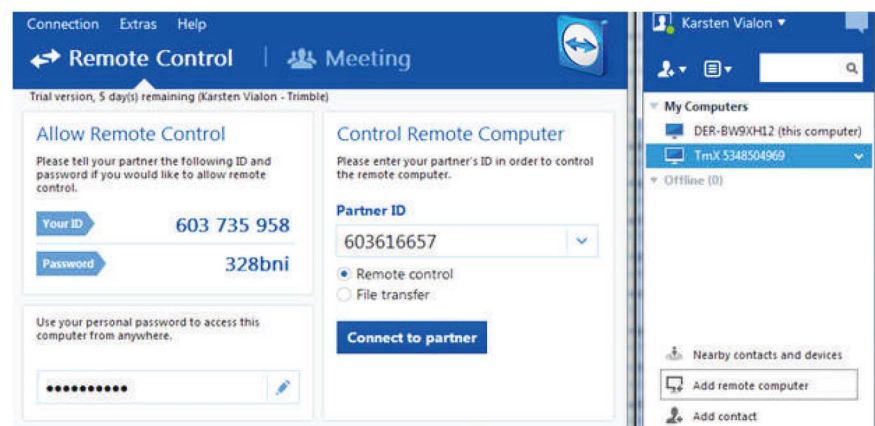 Connection Extras Help
Remote Control
Meeting
Trial version, 5 day(s) remaining (Karsten Vialon - Trimble)
Allow Remote Control
Please tell your partner the following ID and
password if you would like to allow remote
control.
Your ID 603 735 958
Password 328bni
Use your personal password to access this
computer from anywhere.
••••••••••
Control Remote Computer
Please enter your partner's ID in order to control
the remote computer.
Partner ID
603616657
Remote control
File transfer
Connect to partner
Karsten Vialon
My Computers
DER-BW9XH12 (this computer)
TmX 5348504969
Offline (0)
Nearby contacts and devices
Add remote computer
Add contact